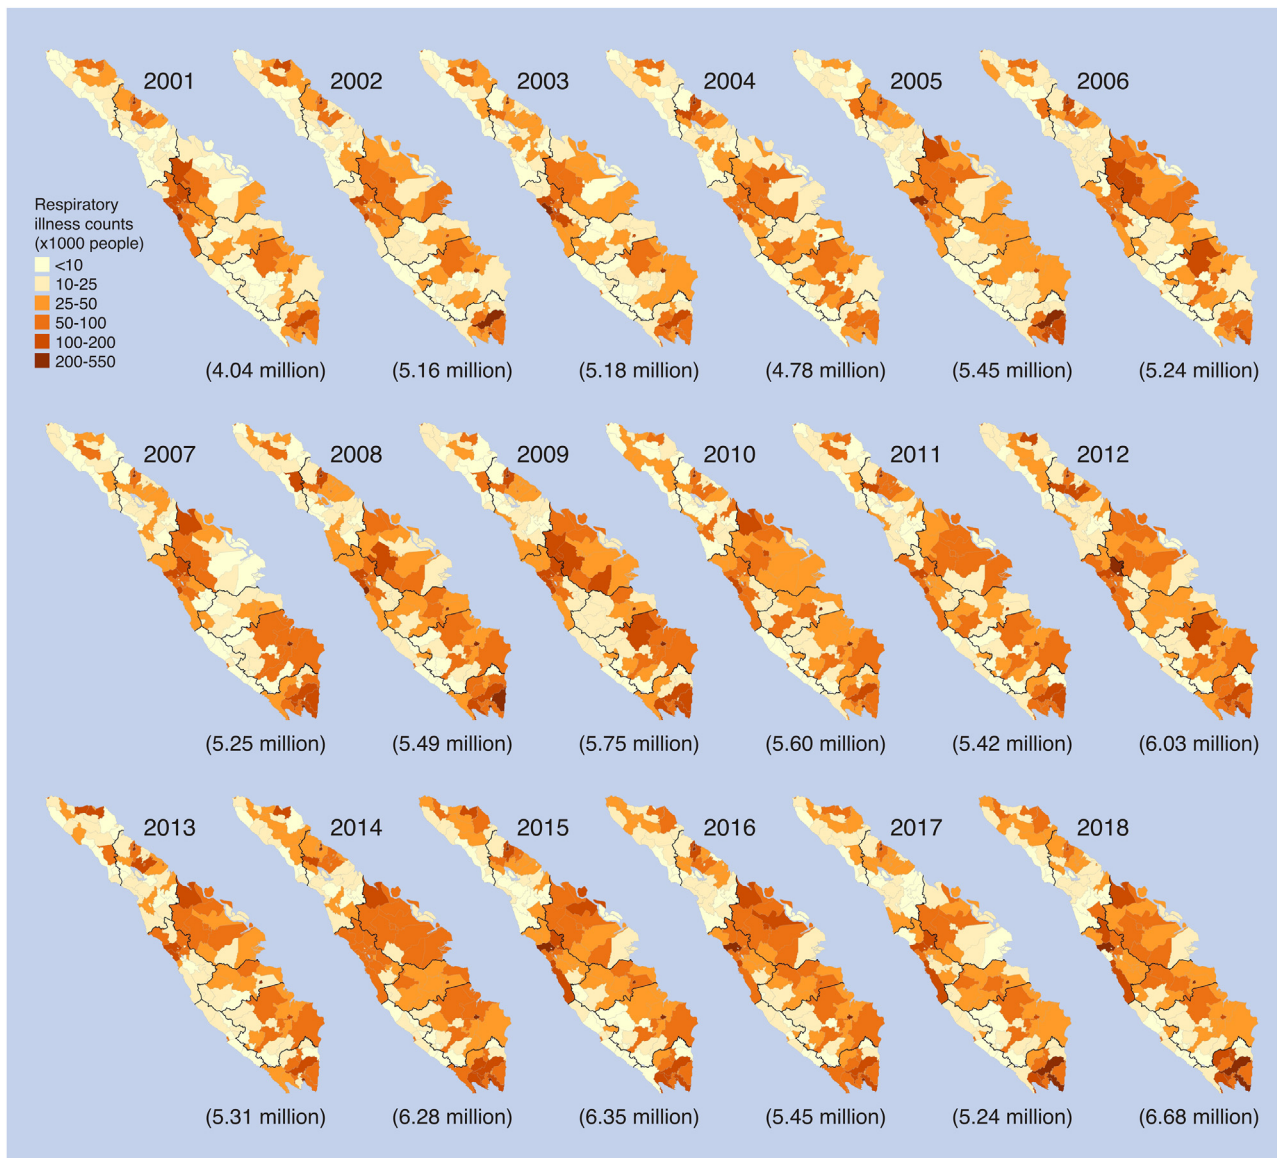 2001
2002
2003
2004
2005
2006
Respiratory
illness counts
(x1000 people)
<10
10-25
25-50
50-100
100-200
200-550
(4.04 million)
(5.16 million)
(5.18 million)
(4.78 million)
(5.45 million)
(5.24 million)
2007
2008
2009
2010
2011
2012
(5.25 million)
(5.49 million)
(5.75 million)
(5.60 million)
(5.42 million)
(6.03 million)
2013
2014
2015
2016
2017
2018
(5.31 million)
(6.28 million)
(6.35 million)
(5.45 million)
(5.24 million)
(6.68 million)